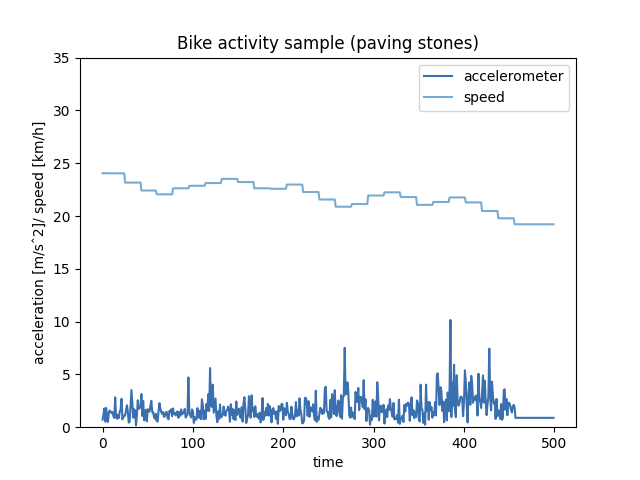 Bike activity sample (paving stones)
accelerometer
speed
acceleration [m/sˆ2]/ speed [km/h]
35
30
25
20
15
10
5
0
0 100 200 300 400 500
time